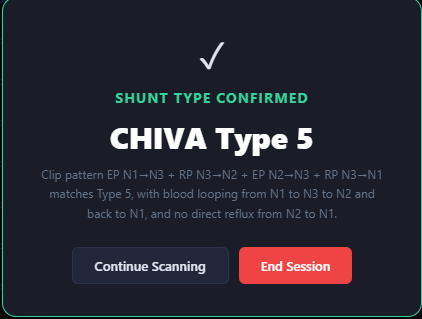 SHUNT TYPE CONFIRMED
CHIVA Type 5
Clip pattern EP N1→N3 + RP N3→N2 + EP N2→N3 + RP N3→N1
matches Type 5, with blood looping from N1 to N3 to N2 and
back to N1, and no direct reflux from N2 to N1.
Continue Scanning
End Session